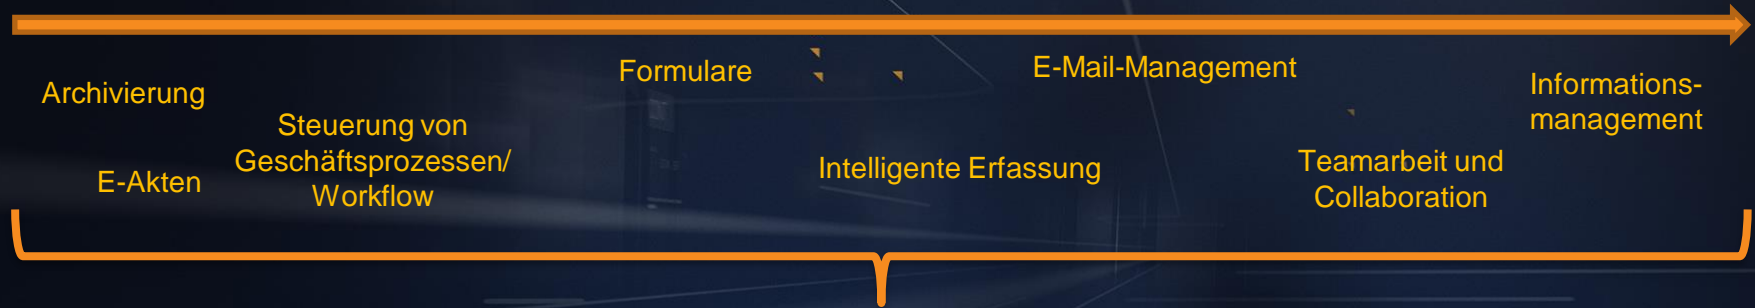 Archivierung
E-Akten
Steuerung von
Geschäftsprozessen/
Workflow
Formulare
Intelligente Erfassung
E-Mail-Management
Teamarbeit und
Collaboration
Informations-
management